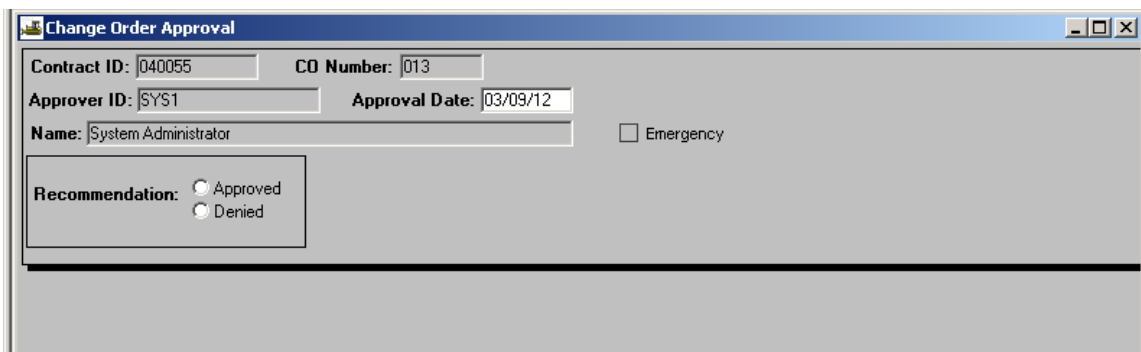 Change Order Approval
Contract ID: 040055 CO Number: 013
Approver ID: SYS1 Approval Date: 03/09/12
Name: System Administrator Emergency
Recommendation: Approved
Denied